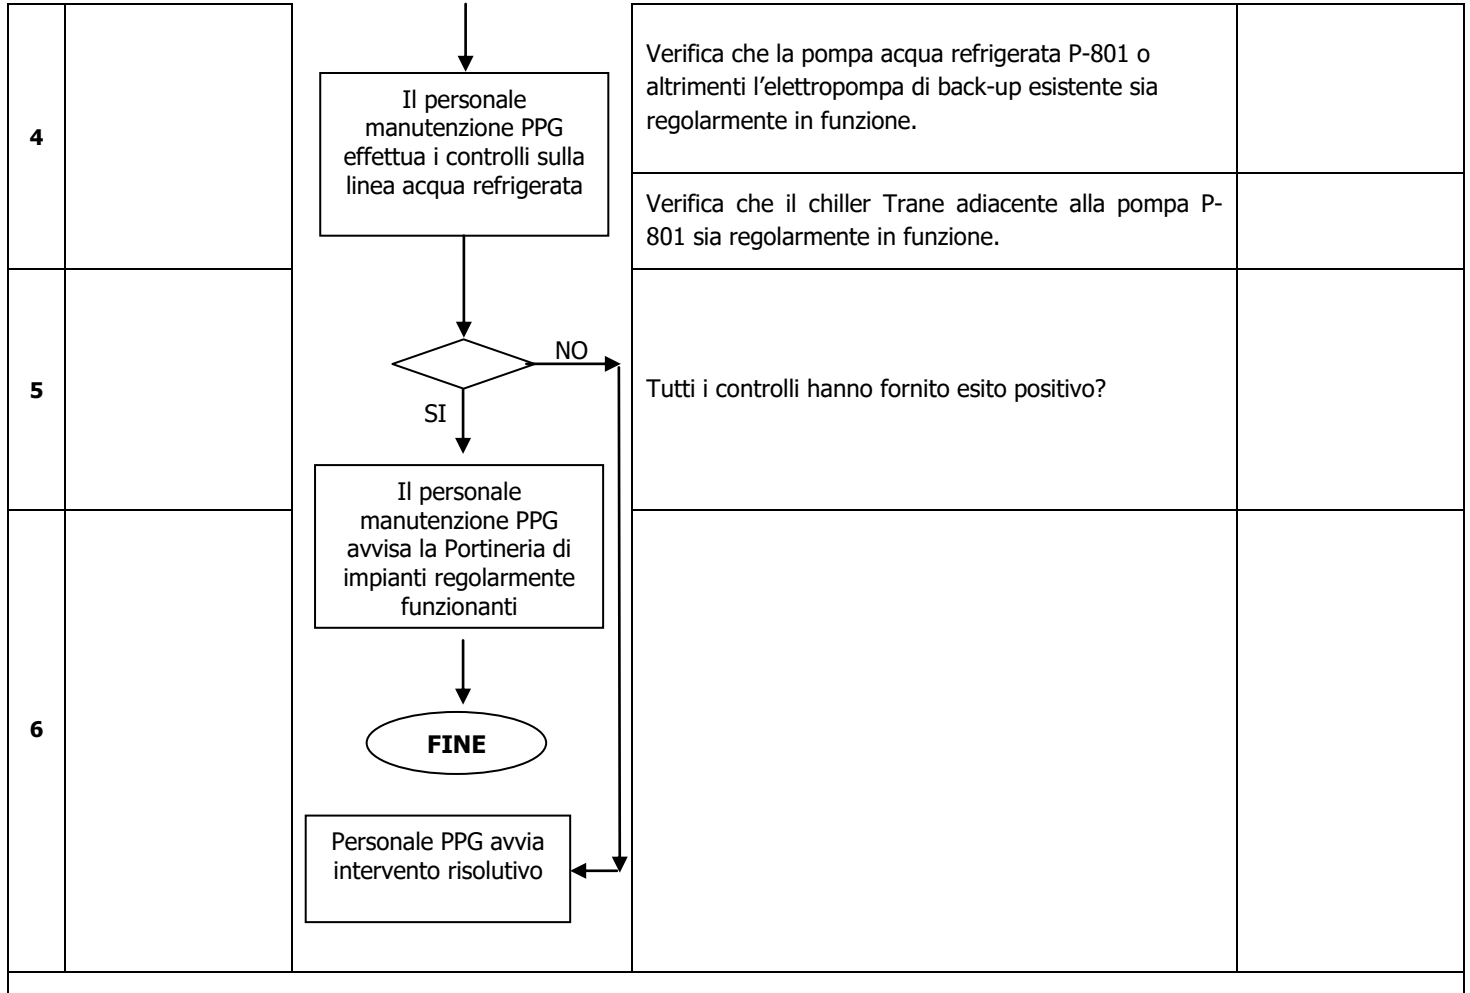 4
Il personale
manutenzione PPG
effettua i controlli sulla
linea acqua refrigerata
Verifica che la pompa acqua refrigerata P-801 o
altrimenti l’elettropompa di back-up esistente sia
regolarmente in funzione.
Verifica che il chiller Trane adiacente alla pompa P-
801 sia regolarmente in funzione.
5
NO
SI
Tutti i controlli hanno fornito esito positivo?
Il personale
manutenzione PPG
avvisa la Portineria di
impianti regolarmente
funzionanti
6
FINE
Personale PPG avvia
intervento risolutivo